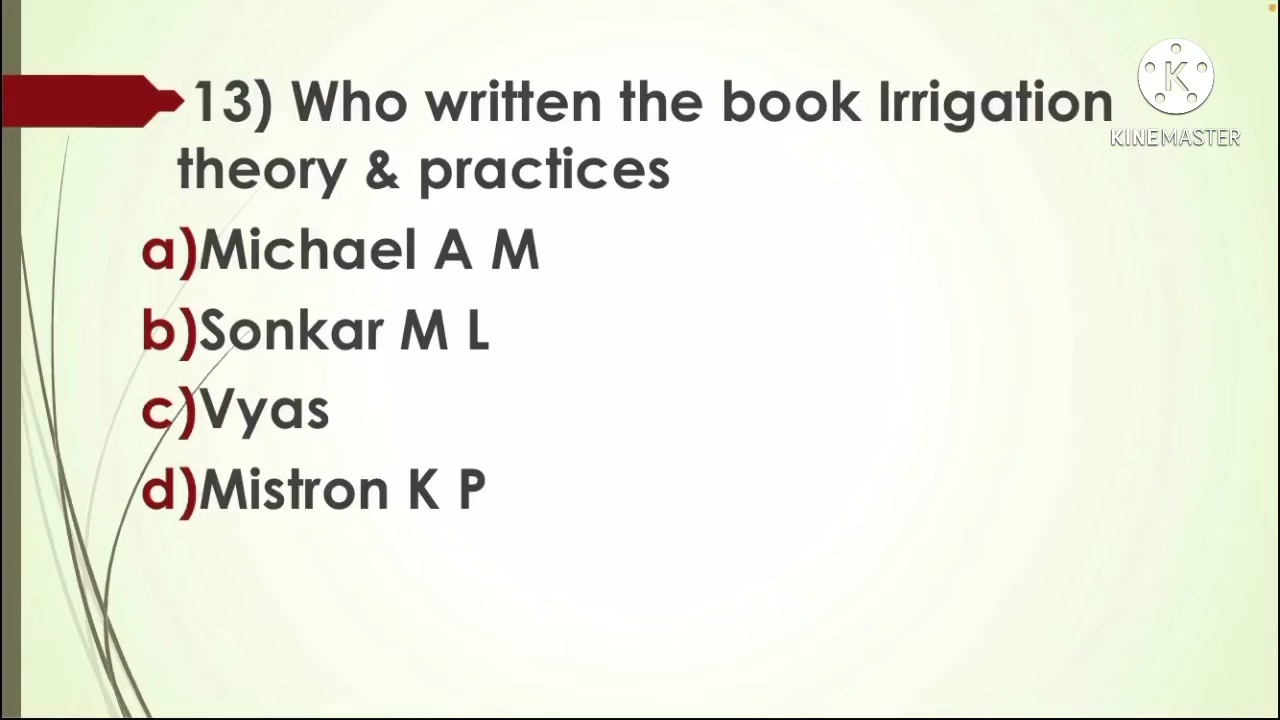 13) Who written the book Irrigation
theory & practices
a)Michael A M
b)Sonkar M L
c)Vyas
d)Mistron K P
K
KINEMASTER